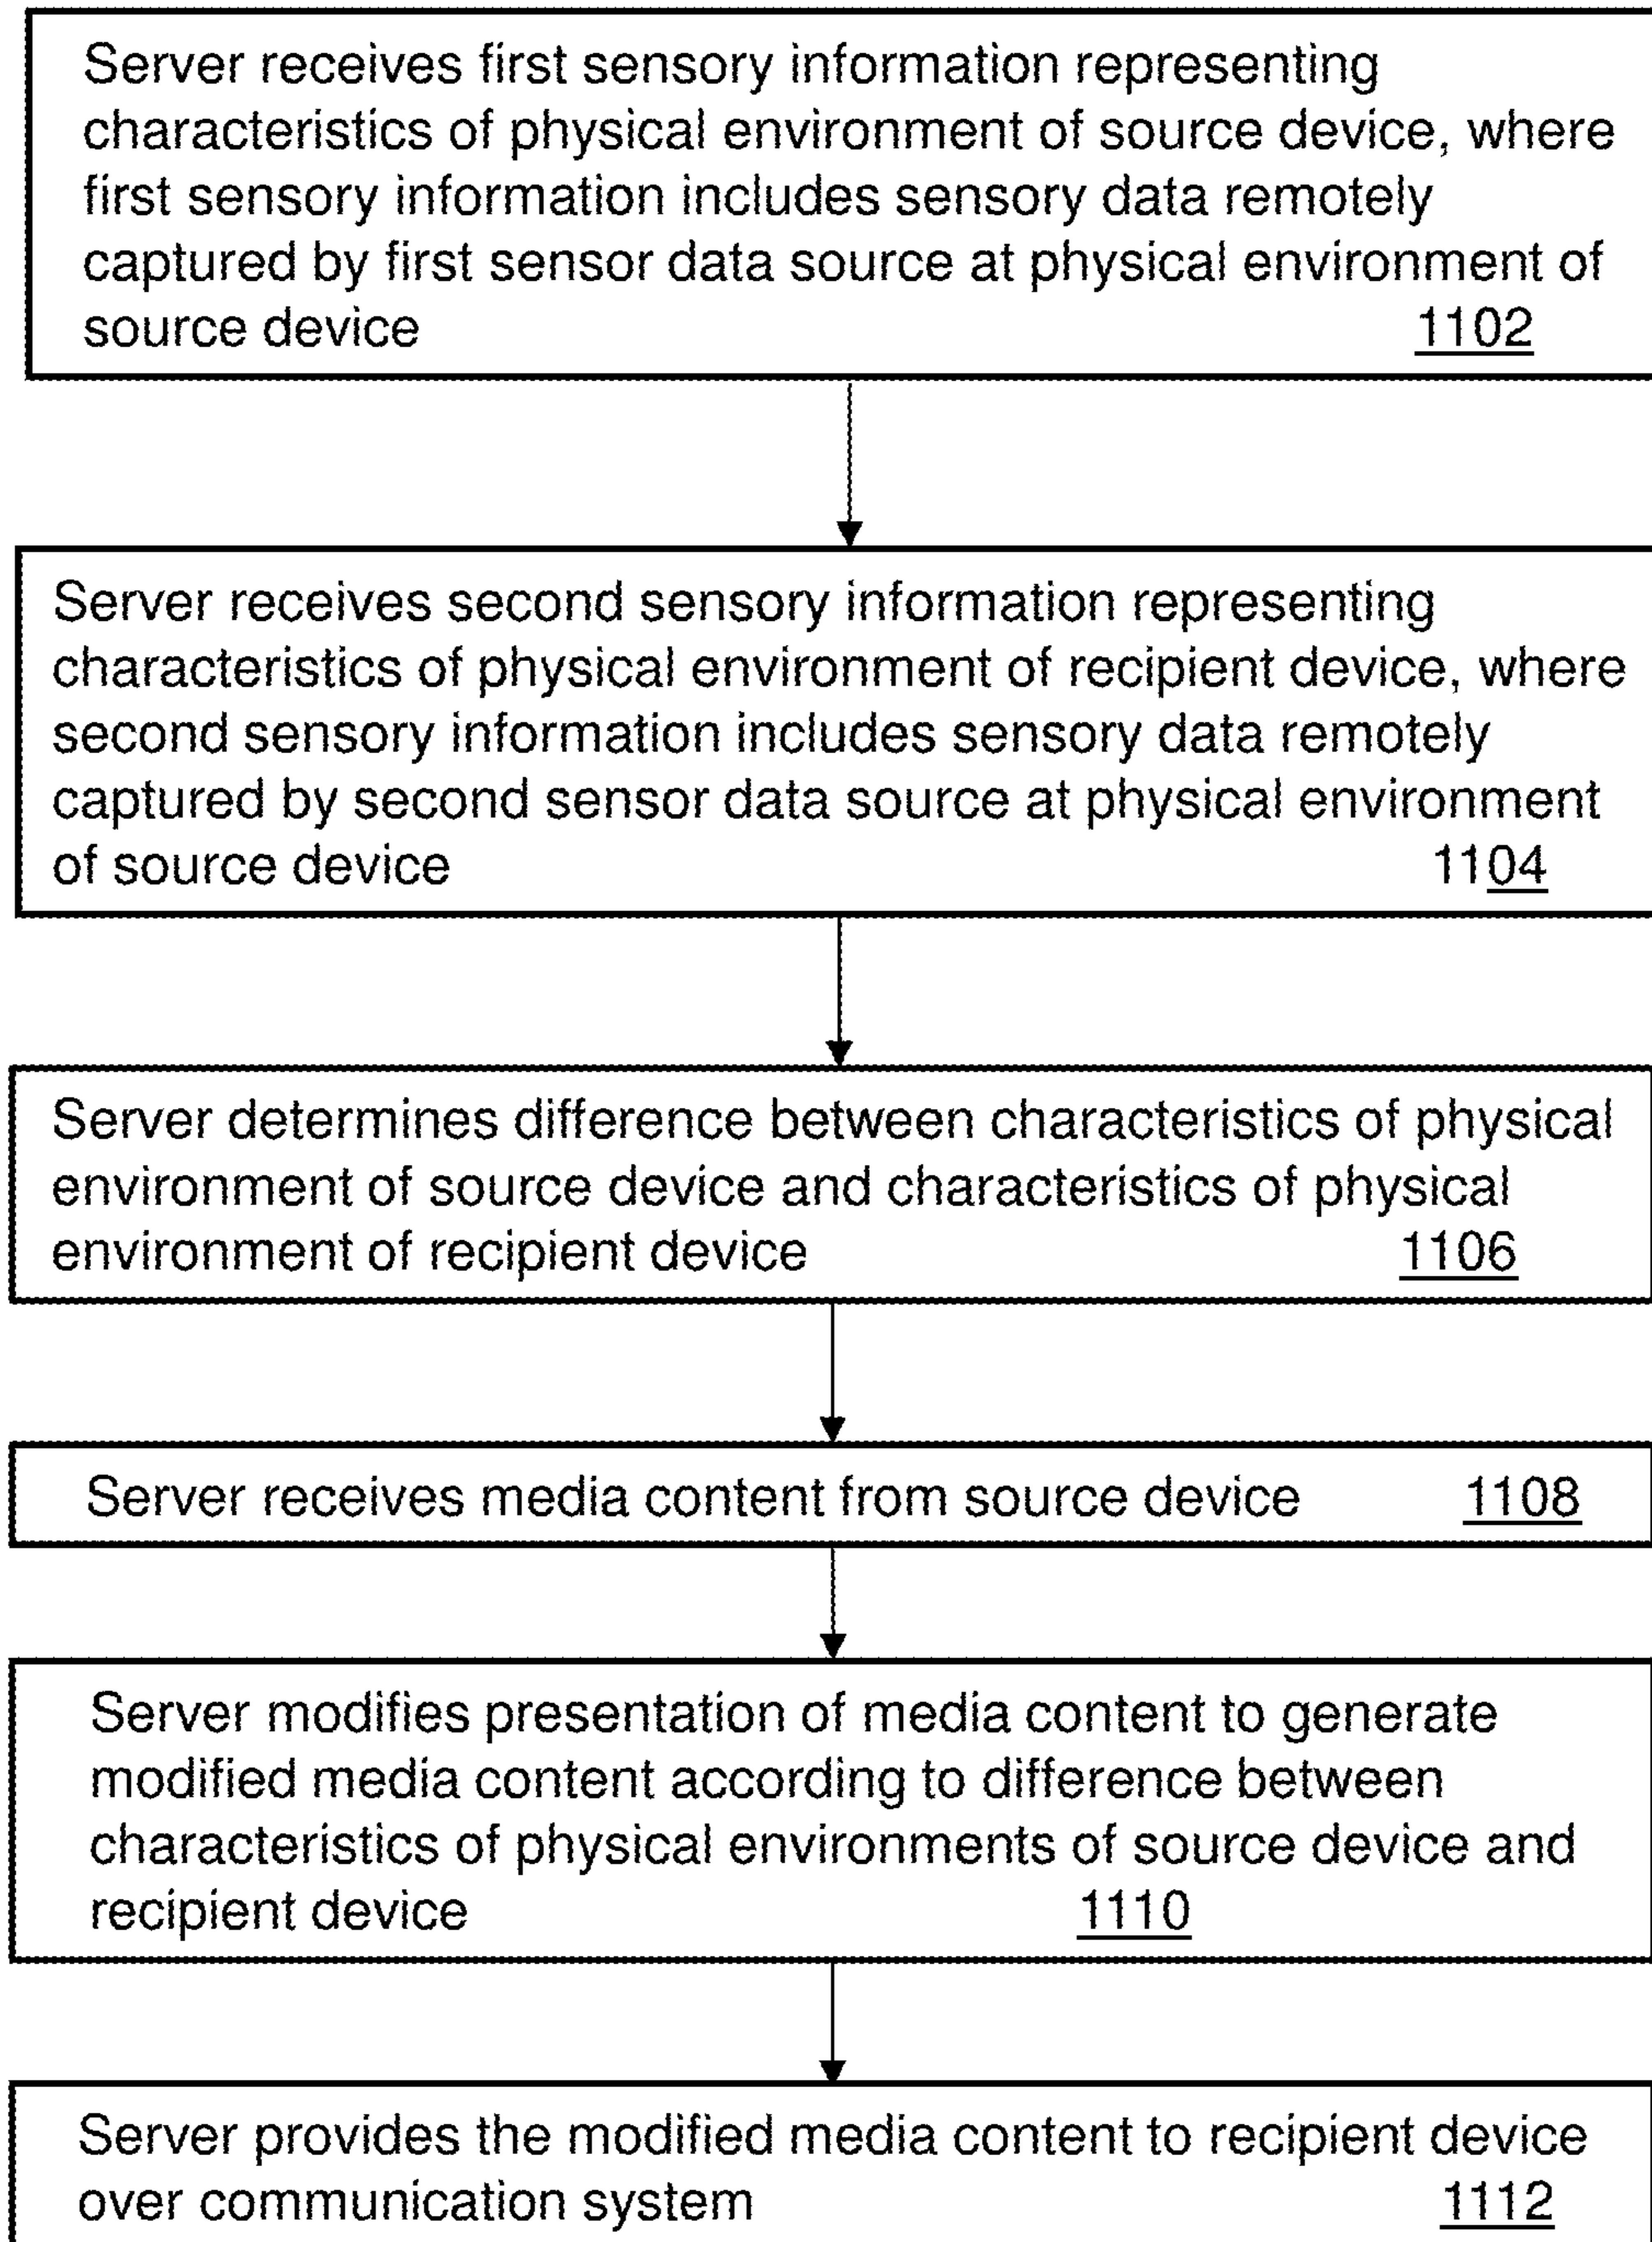 Server receives first sensory information representing
characteristics of physical environment of source device, where
first sensory information includes sensory data remotely
captured by first sensor data source at physical environment of
source device 1102
Server receives second sensory information representing
characteristics of physical environment of recipient device, where
second sensory information includes sensory data remotely
captured by second sensor data source at physical environment
of source device 1104
Server determines difference between characteristics of physical
environment of source device and characteristics of physical
environment of recipient device 1106
Server receives media content from source device 1108
Server modifies presentation of media content to generate
modified media content according to difference between
characteristics of physical environments of source device and
recipient device 1110
Server provides the modified media content to recipient device
over communication system 1112